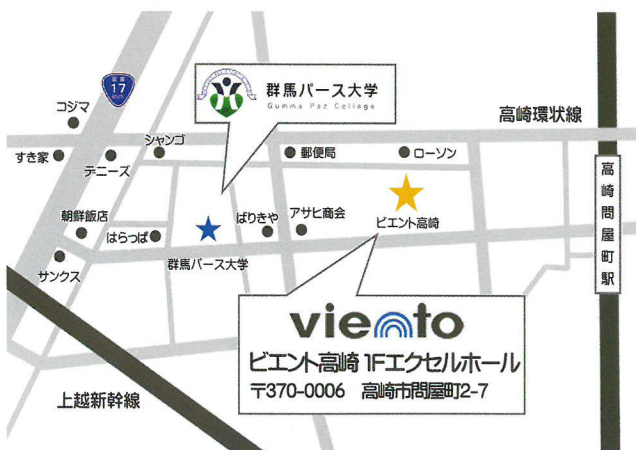 国道
17
コジマ
すき家
デニーズ
シャンゴ
群馬パース大学
Gumma Paz College
高崎環状線
郵便局
ローソン
高崎問屋町駅
朝鮮飯店
はらっぱ
サンクス
群馬パース大学
ばりきや
アサヒ商会
ビエント高崎
viento
ビエント高崎 1Fエクセルホール
〒370-0006 高崎市問屋町2-7
上越新幹線